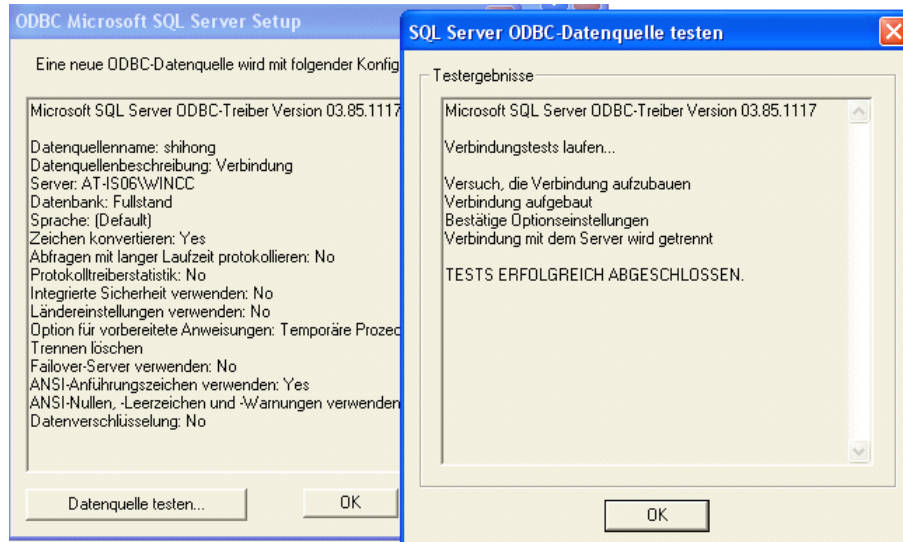 ODBC Microsoft SQL Server Setup
Eine neue ODBC-Datenquelle wird mit folgender Konfig
Microsoft SQL Server ODBC-Treiber Version 03.85.1117
Datenquellenname: shihong
Datenquellenbeschreibung: Verbindung
Server: AT-IS06\WINCC
Datenbank: Fullstand
Sprache: (Default)
Zeichen konvertieren: Yes
Abfragen mit langer Laufzeit protokollieren: No
Protokolltreiberstatistik: No
Integrierte Sicherheit verwenden: No
Ländereinstellungen verwenden: No
Option für vorbereitete Anweisungen: Temporäre Prozed
Trennen löschen
Failover-Server verwenden: No
ANSI-Anführungszeichen verwenden: Yes
ANSI-Nullen, -Leerzeichen und -Warnungen verwenden
Datenverschlüsselung: No
Datenquelle testen...
OK
SQL Server ODBC-Datenquelle testen
Testergebnisse
Microsoft SQL Server ODBC-Treiber Version 03.85.1117
Verbindungstests laufen...
Versuch, die Verbindung aufzubauen
Verbindung aufgebaut
Bestätige Optionseinstellungen
Verbindung mit dem Server wird getrennt
TESTS ERFOLGREICH ABGESCHLOSSEN.
OK